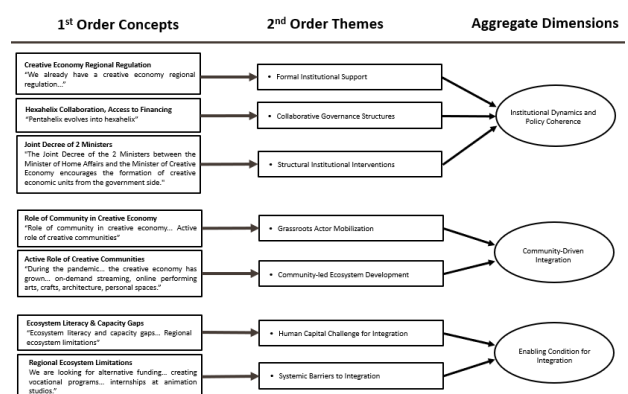 1st Order Concepts
2nd Order Themes
Aggregate Dimensions
Creative Economy Regional Regulation
"We already have a creative economy regional
regulation..."
• Formal Institutional Support
Hexahelix Collaboration, Access to Financing
"Pentahelix evolves into hexahelix"
• Collaborative Governance Structures
Institutional Dynamics and
Policy Coherence
Joint Decree of 2 Ministers
"The Joint Decree of the 2 Ministers between the
Minister of Home Affairs and the Minister of Creative
Economy encourages the formation of creative
economic units from the government side."
• Structural Institutional Interventions
Role of Community in Creative Economy
"Role of community in creative economy... Active
role of creative communities"
• Grassroots Actor Mobilization
Active Role of Creative Communities
"During the pandemic... the creative economy has
grown... on-demand streaming, online performing
arts, crafts, architecture, personal spaces."
• Community-led Ecosystem Development
Community-Driven
Integration
Ecosystem Literacy & Capacity Gaps
"Ecosystem literacy and capacity gaps... Regional
ecosystem limitations"
• Human Capital Challenge for Integration
Regional Ecosystem Limitations
We are looking for alternative funding... creating
vocational programs... internships at animation
studios."
• Systemic Barriers to Integration
Enabling Condition for
Integration